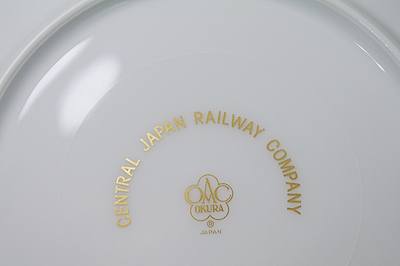 CENTRAL JAPAN RAILWAY COMPANY
OAC
OKURA
®
JAPAN